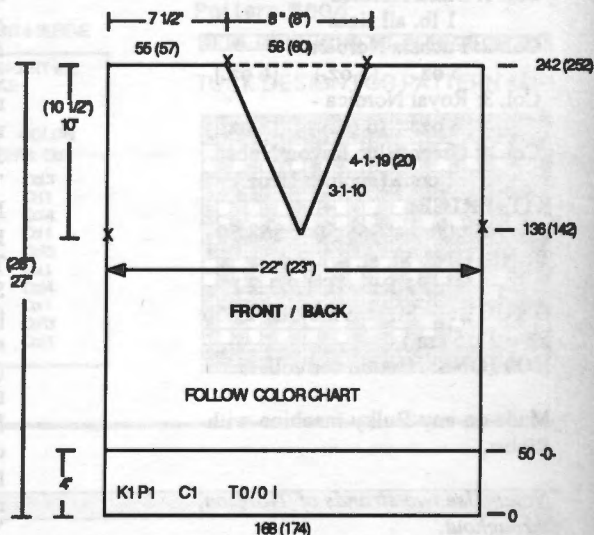 7 1/2" 8" (8")
55 (57) 58 (60)
242 (252)
(10 1/2")
10"
4-1-19 (20)
3-1-10
136 (142)
(28")
27"
22" (23")
FRONT / BACK
FOLLOW COLOR CHART
50 -0-
4"
K1P1 C1 T0/0 I
0
168 (174)